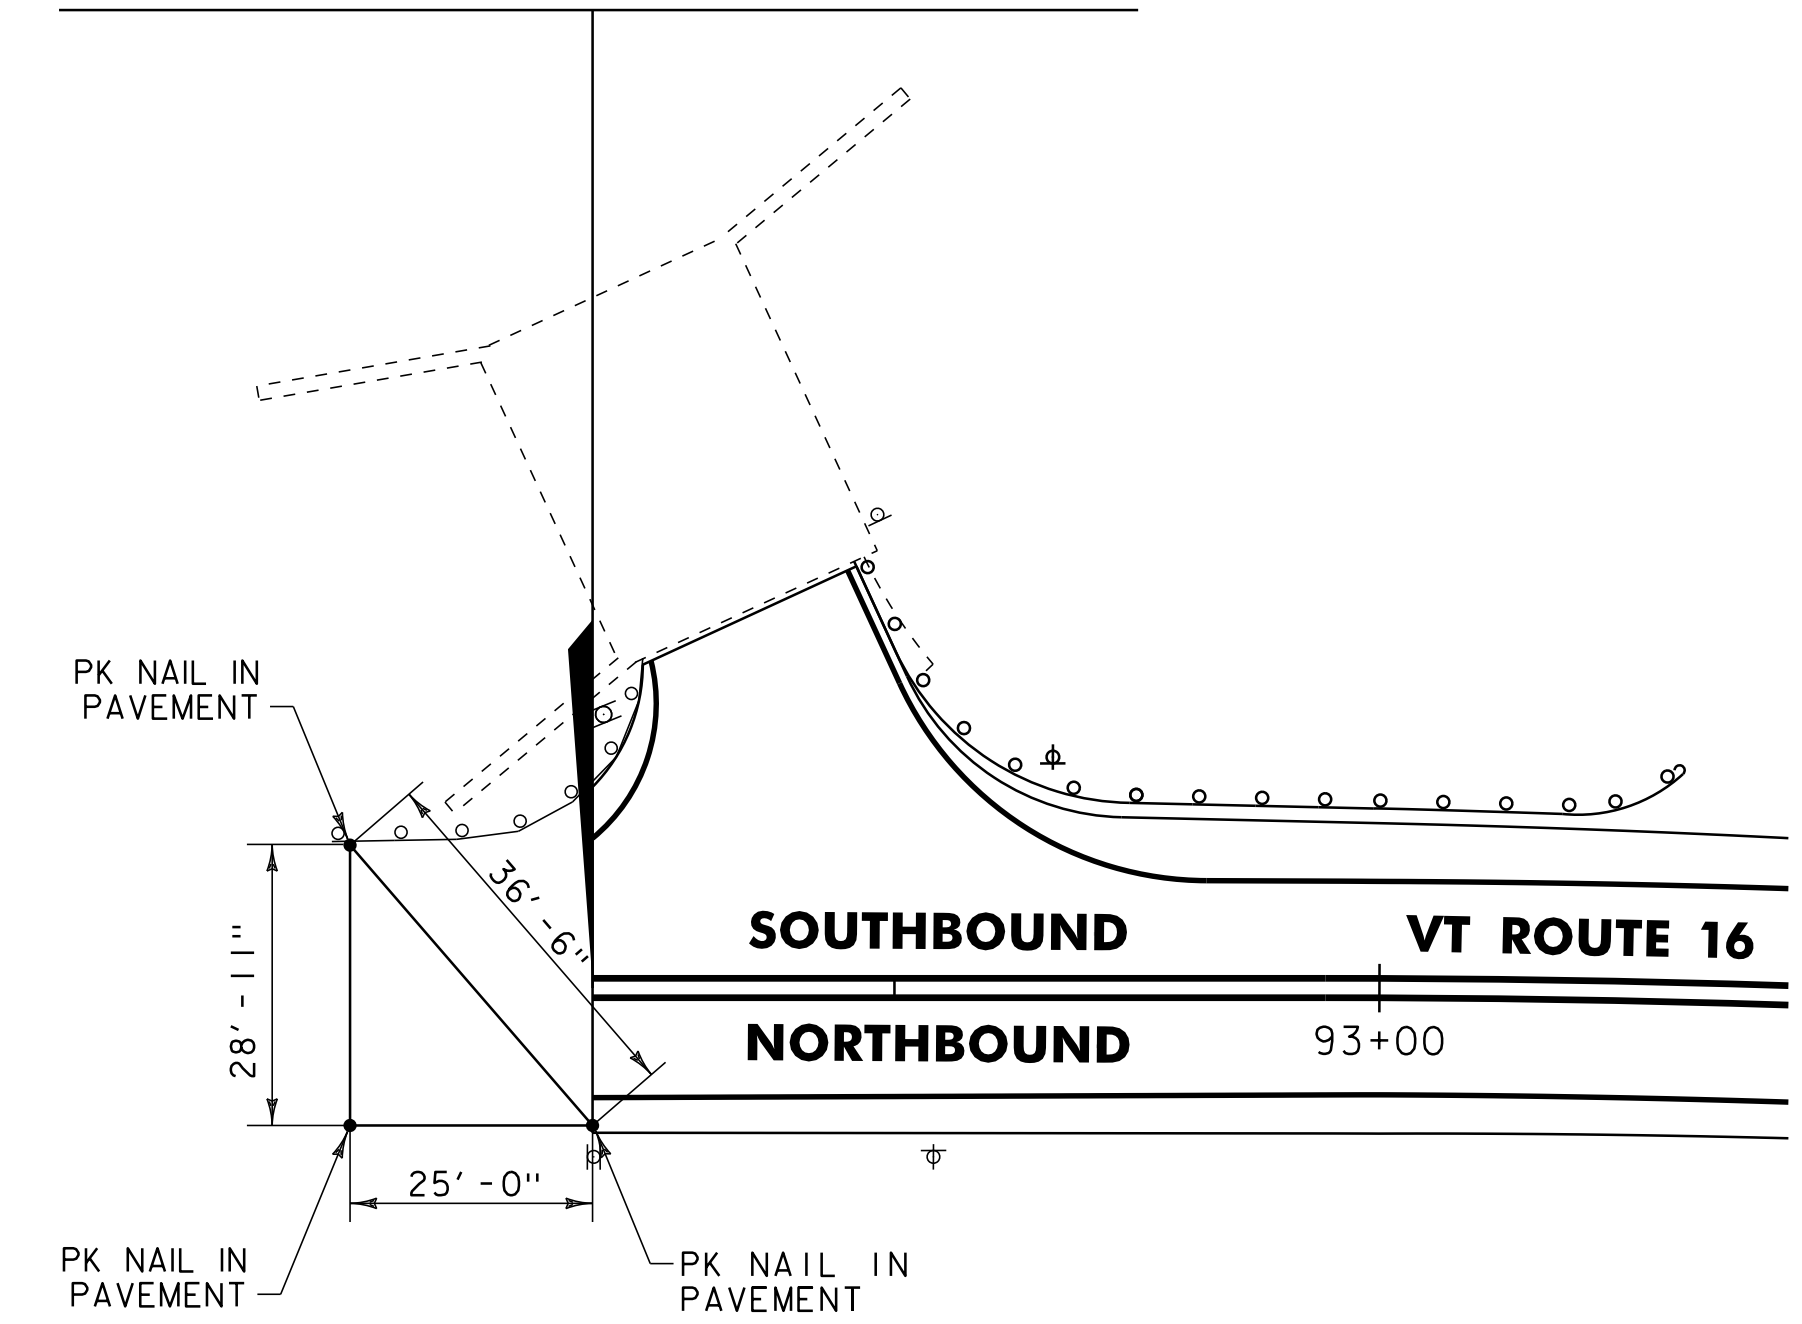 PK NAIL IN
PAVEMENT
36'-6"
28'-11"
SOUTHBOUND
VT ROUTE 16
NORTHBOUND
93+00
25'-0"
PK NAIL IN
PAVEMENT
PK NAIL IN
PAVEMENT